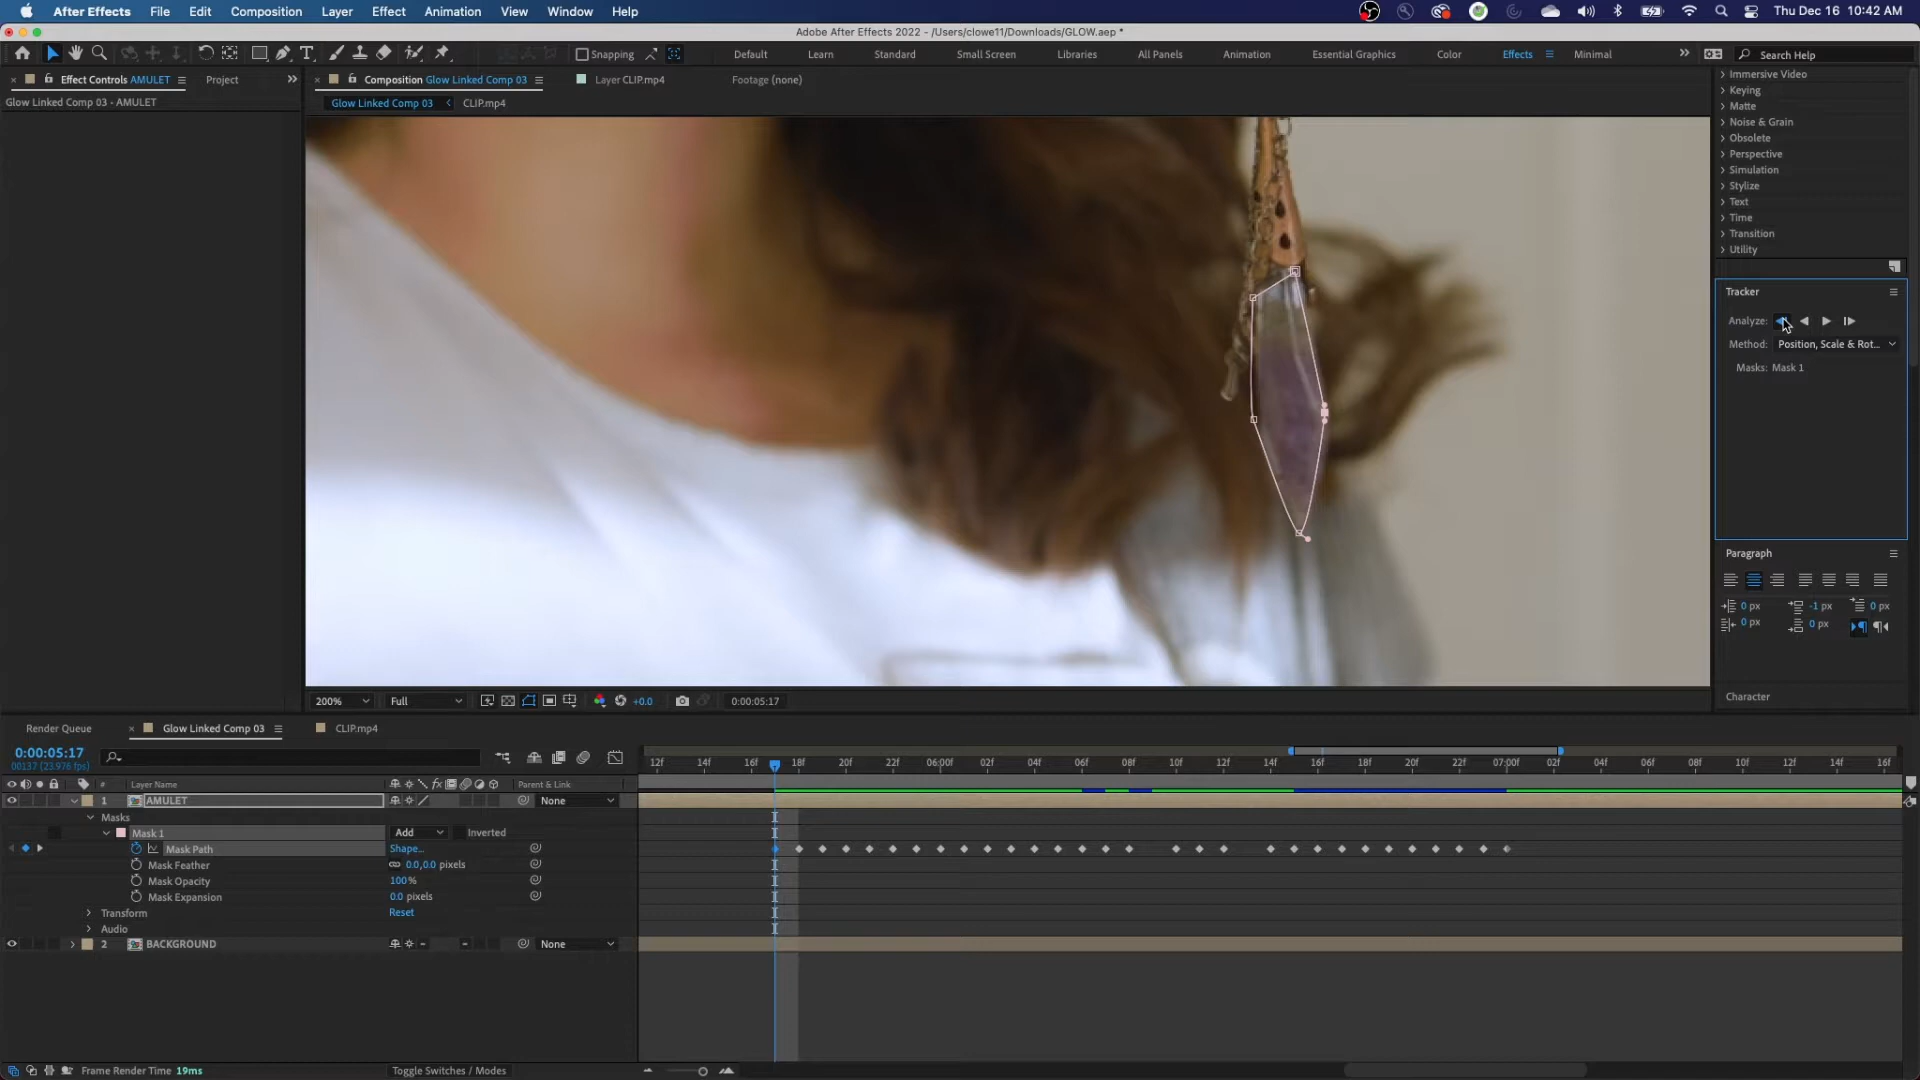 After Effects File Edit Composition Layer Effect Animation View Window Help Thu Dec 16 10:42 AM
Adobe After Effects 2022 - /Users/clowe11/Downloads/GLOW.aep *
Snapping Default Learn Standard Small Screen Libraries All Panels Animation Essential Graphics Color Effects Minimal Search Help
Effect Controls AMULET Project Composition Glow Linked Comp 03 Layer CLIP.mp4 Footage (none)
Glow Linked Comp 03 - AMULET
Glow Linked Comp 03 CLIP.mp4
Immersive Video
Keying
Matte
Noise & Grain
Obsolete
Perspective
Simulation
Stylize
Text
Time
Transition
Utility
Tracker
Analyze:
Method: Position, Scale & Rot...
Masks: Mask 1
Paragraph
0 px -1 px 0 px
0 px 0 px
Character
200% Full +0.0 0:00:05:17
Render Queue Glow Linked Comp 03 CLIP.mp4
0:00:05:17
00137 (23.976 fps)
12f 14f 16f 18f 20f 22f 06:00f 02f 04f 06f 08f 10f 12f 14f 16f 18f 20f 22f 07:00f 02f 04f 06f 08f 10f 12f 14f 16f
# Layer Name Parent & Link
1 AMULET None
Masks
Mask 1 Add Inverted
Mask Path Shape...
Mask Feather 0.0,0.0 pixels
Mask Opacity 100%
Mask Expansion 0.0 pixels
Transform Reset
Audio
2 BACKGROUND None
Frame Render Time 19ms Toggle Switches / Modes